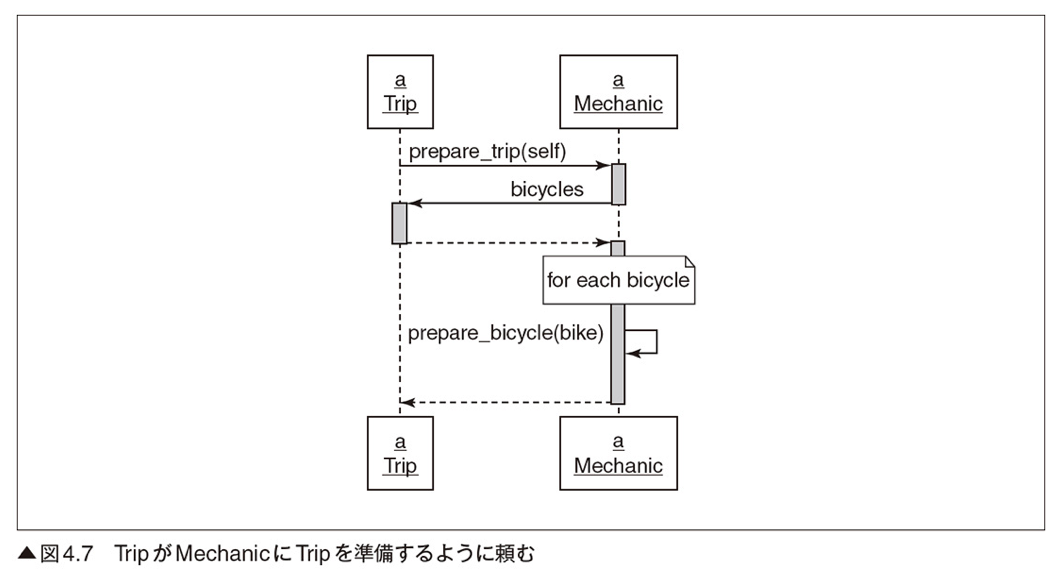 a
Trip
a
Mechanic
prepare_trip(self)
bicycles
for each bicycle
prepare_bicycle(bike)
a
Trip
a
Mechanic
▲図4.7　TripがMechanicにTripを準備するように頼む